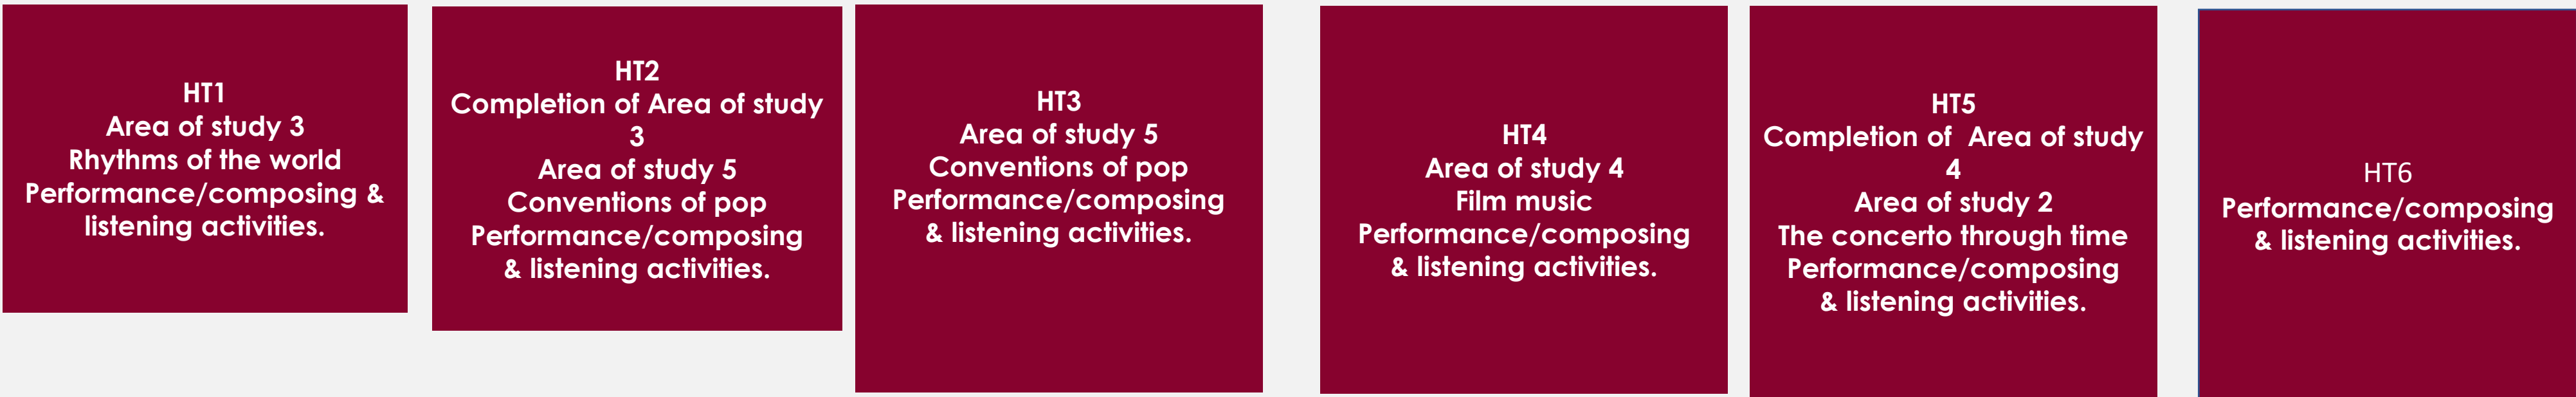 HT1
Area of study 3
Rhythms of the world
Performance/composing &
listening activities.
HT2
Completion of Area of study
3
Area of study 5
Conventions of pop
Performance/composing
& listening activities.
HT3
Area of study 5
Conventions of pop
Performance/composing
& listening activities.
HT4
Area of study 4
Film music
Performance/composing
& listening activities.
HT5
Completion of  Area of study
4
Area of study 2
The concerto through time
Performance/composing
& listening activities.
HT6
Performance/composing
& listening activities.